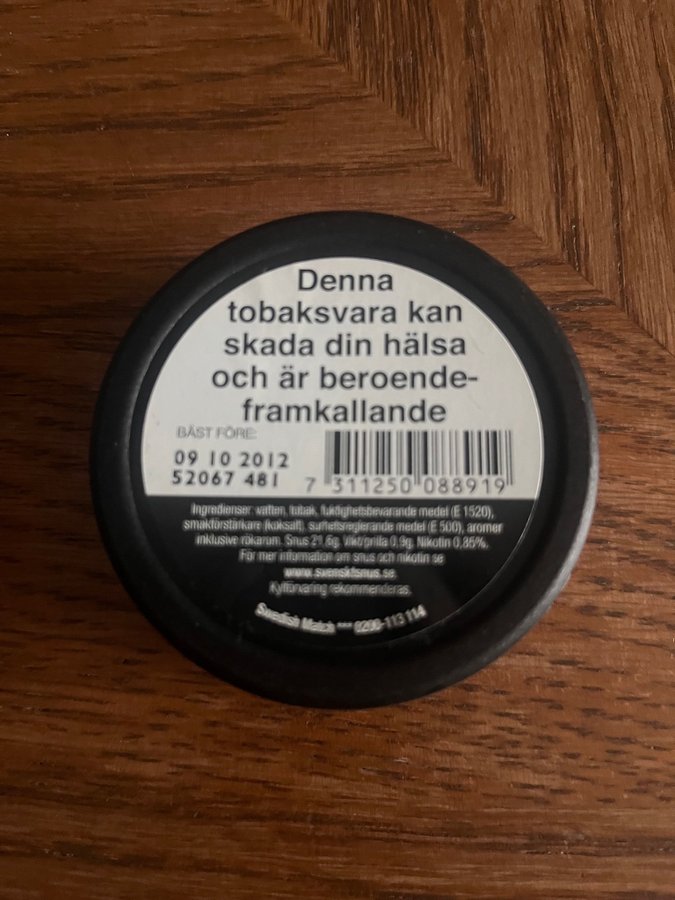 Denna
tobaksvara kan
skada din hälsa
och är beroende-
framkallande
BÄST FÖRE:
09 10 2012
52067 481
7 311250 088919
Ingredienser: vatten, tobak, fuktighetsbevarande medel (E 1520),
smakförstärkare (koksalt), surhetsreglerande medel (E 500), aromer
inklusive rökarom. Snus 21,6g. Vikt/prilla 0,9g. Nikotin 0,85%.
För mer information om snus och nikotin se
www.svensktsnus.se.
Kylförvaring rekommenderas.
Swedish Match *** 0200-113 114